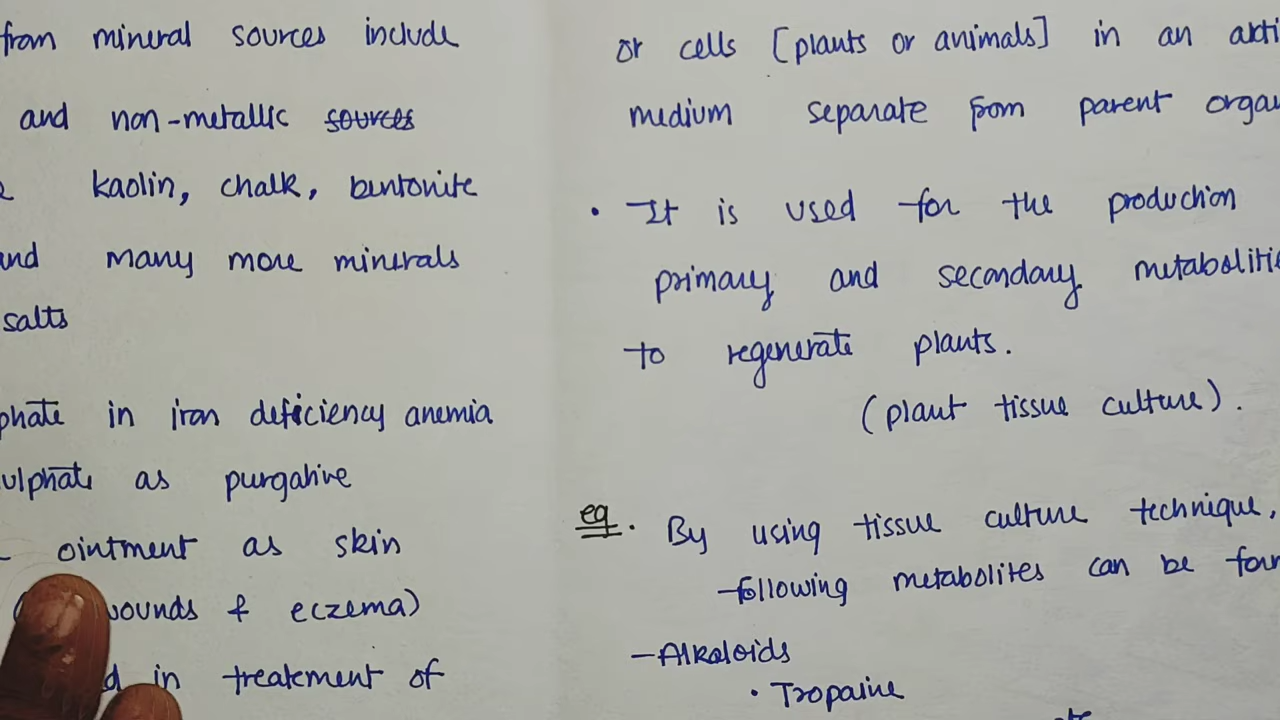 from mineral sources include
and non-metallic sources
kaolin, chalk, bentonite
and many more minerals
salts
in iron deficiency anemia
as purgative
ointment as skin
wounds & eczema)
in treatement of
or cells [plants or animals] in an
medium separate from parent
• It is used for the production
primary and secondary
to regenerate plants.
(plant tissue culture).
eg. By using tissue culture technique,
following metabolites can be
- Alkaloids
• Tropaine